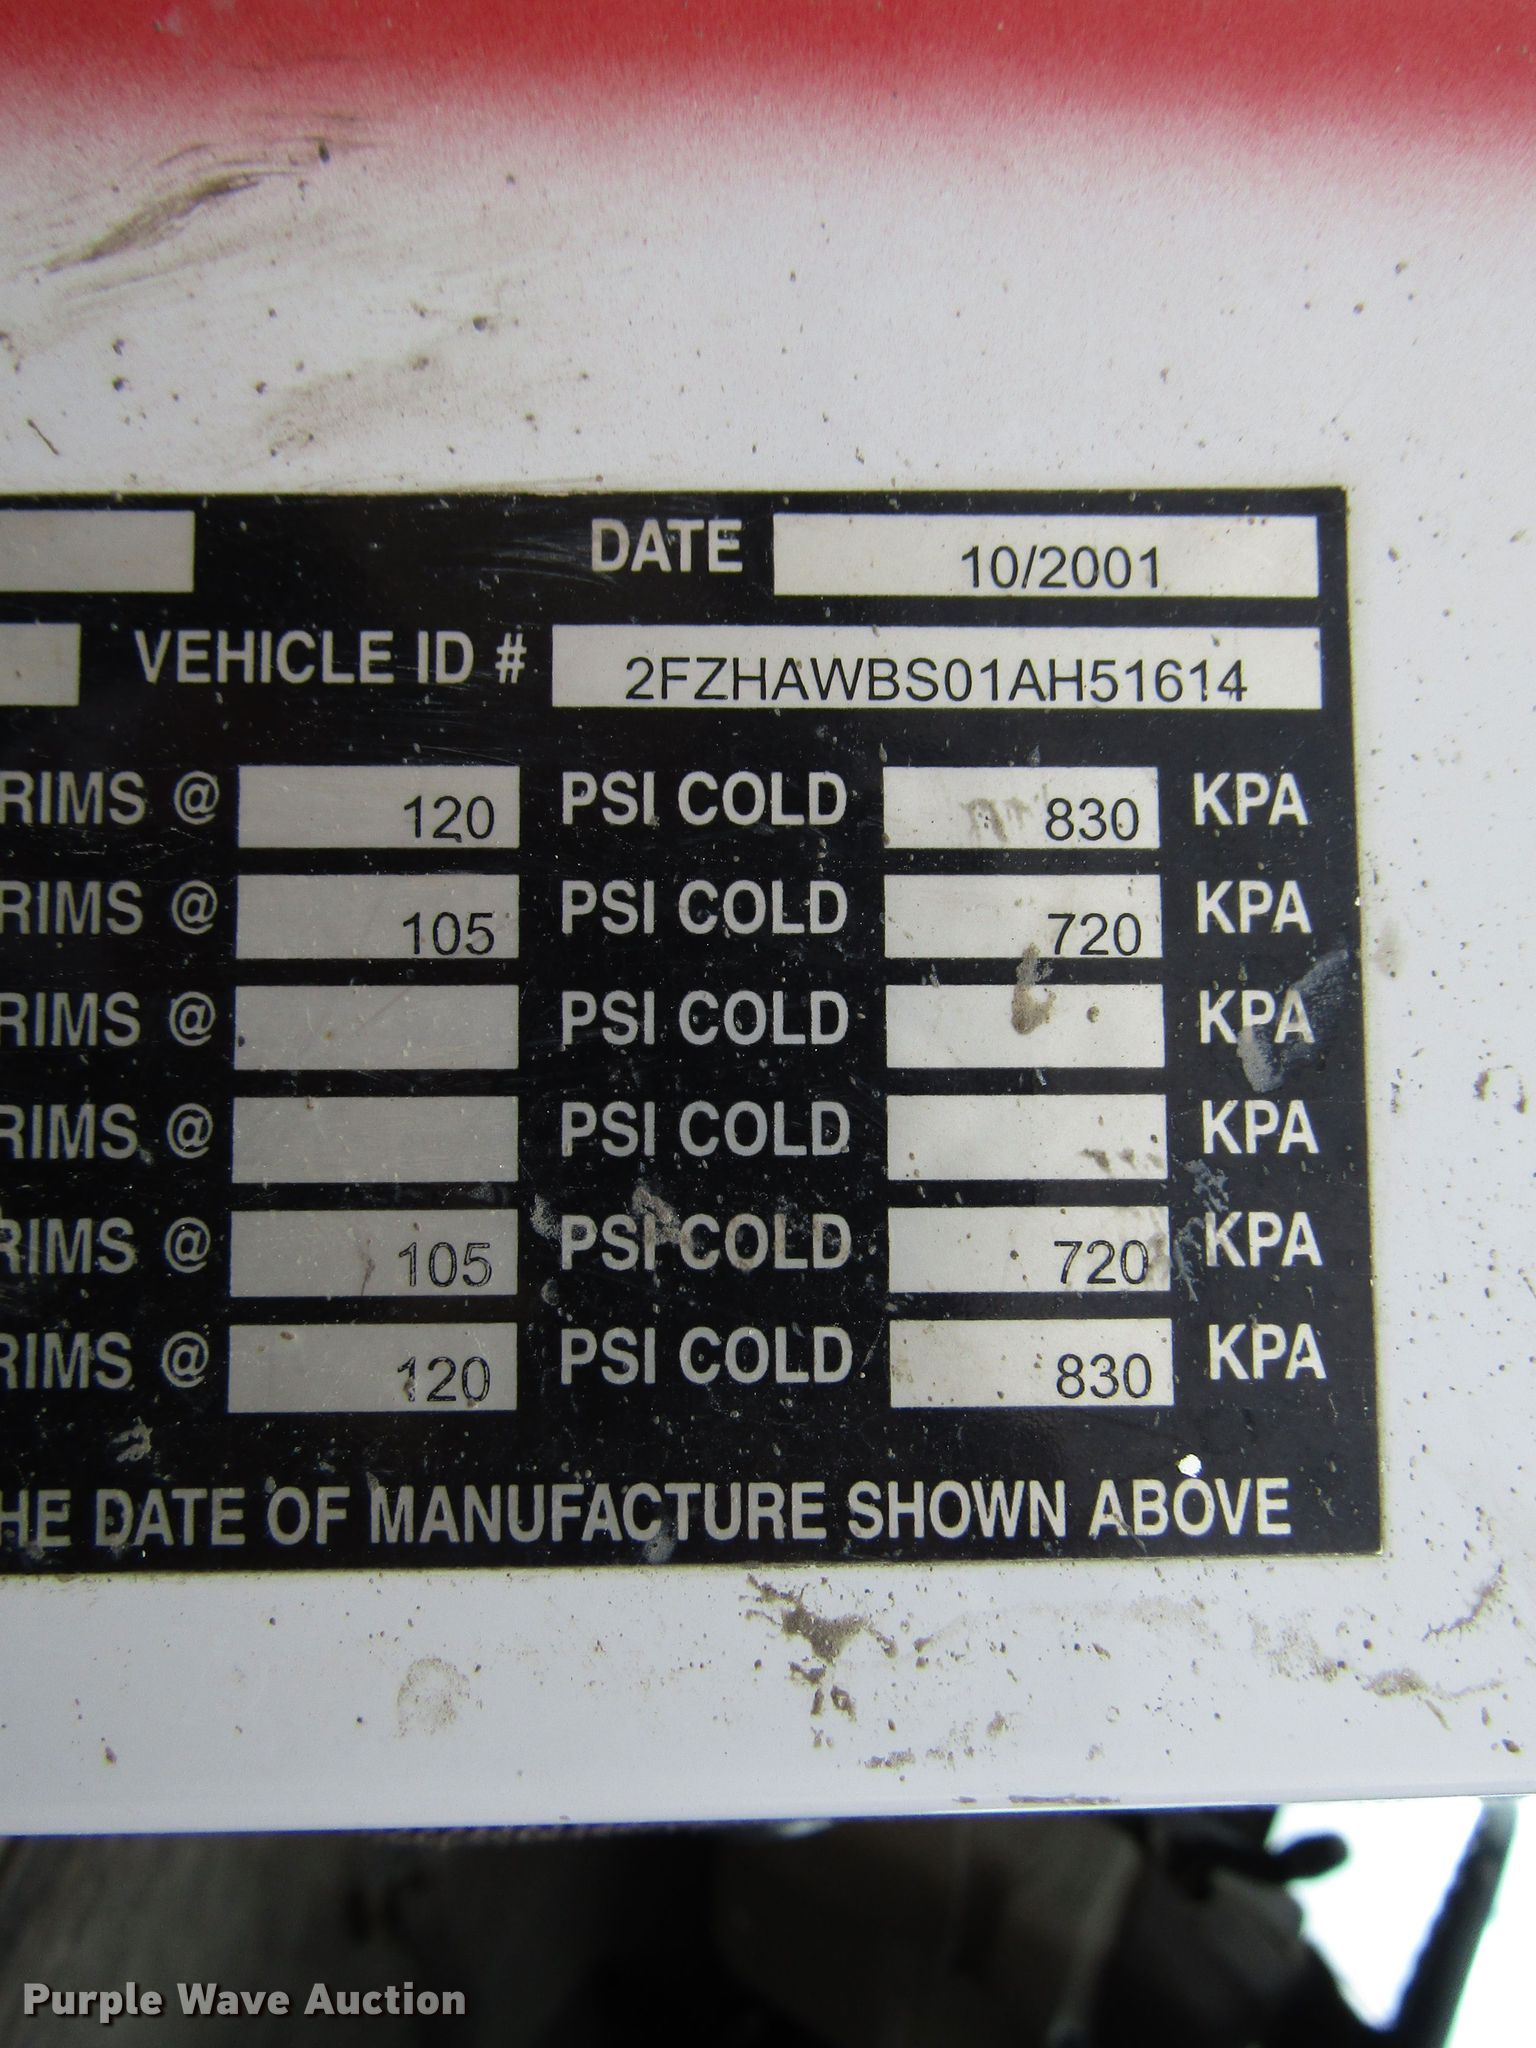 DATE 10/2001
VEHICLE ID # 2FZHAWBS01AH51614
RIMS @ 120 PSI COLD 830 KPA
RIMS @ 105 PSI COLD 720 KPA
RIMS @ PSI COLD KPA
RIMS @ PSI COLD KPA
RIMS @ 105 PSI COLD 720 KPA
RIMS @ 120 PSI COLD 830 KPA
HE DATE OF MANUFACTURE SHOWN ABOVE
Purple Wave Auction